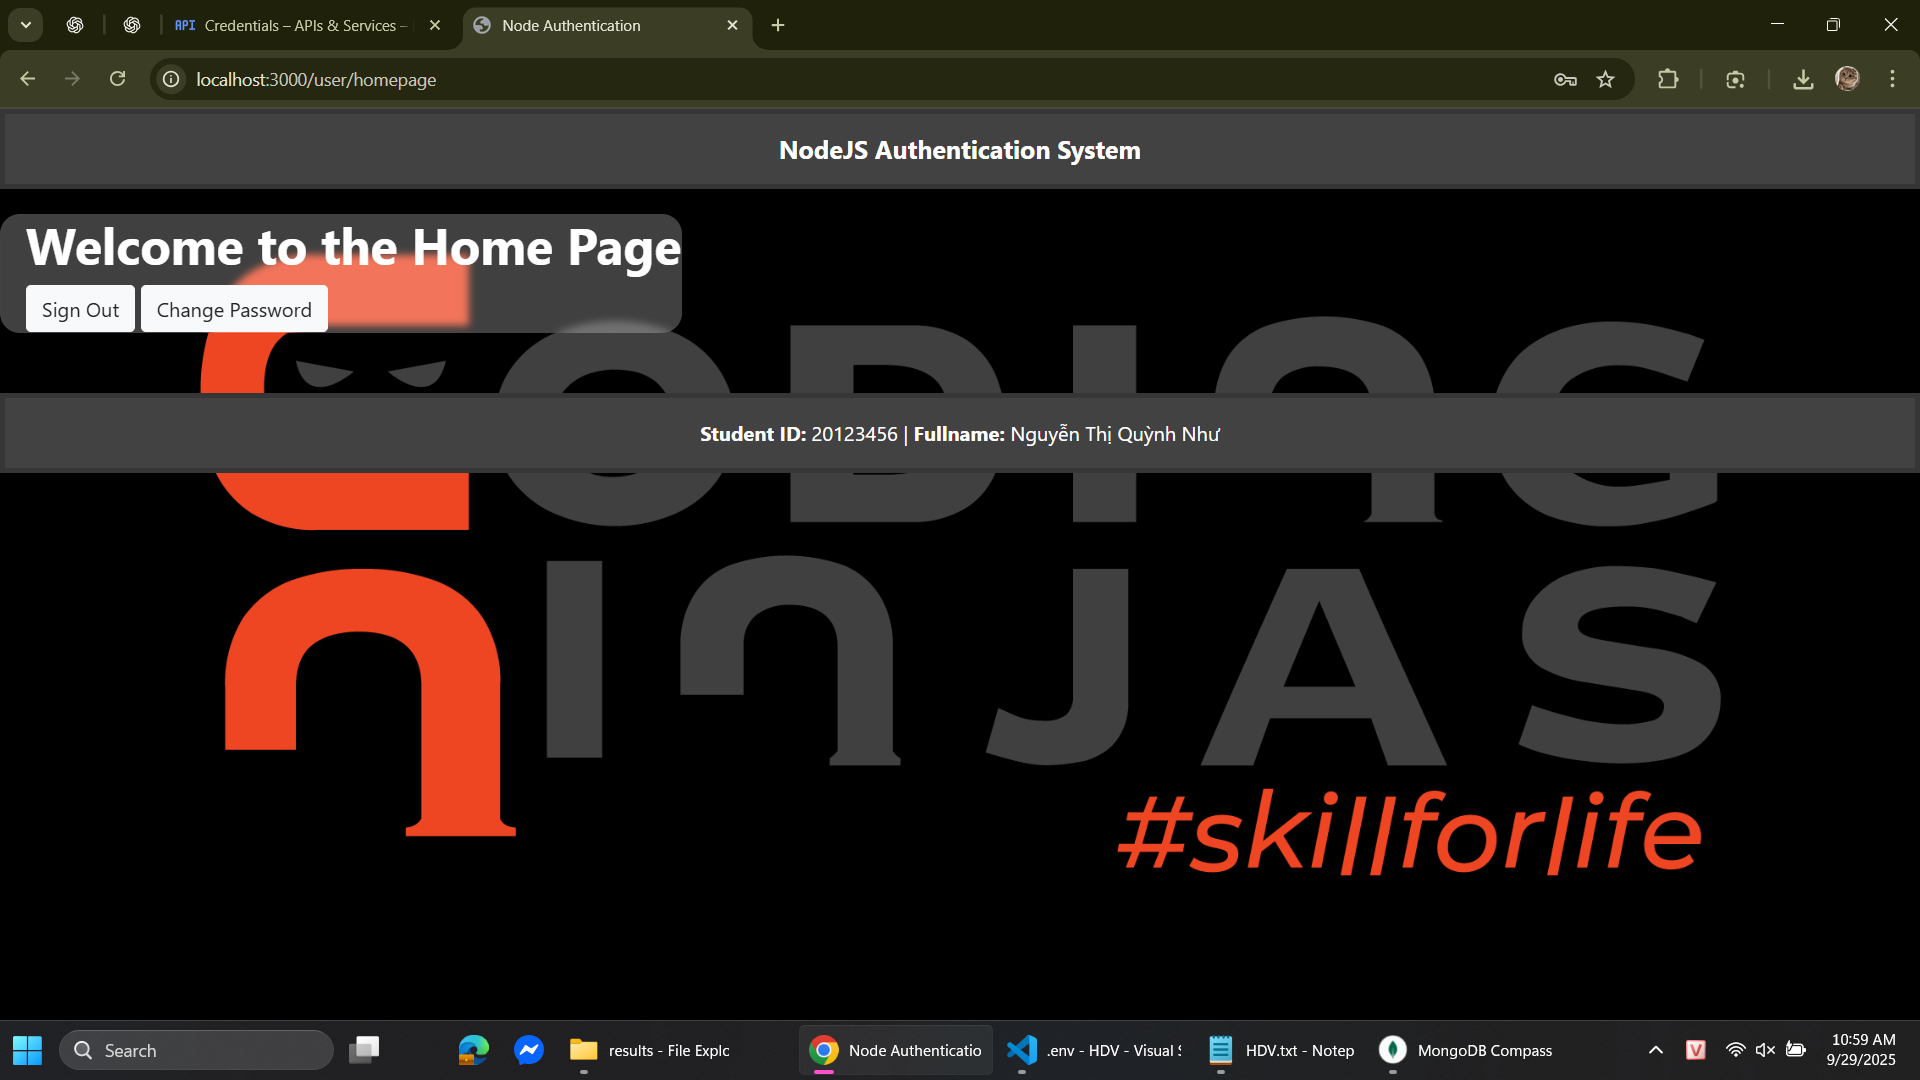 API Credentials – APIs & Services –
Node Authentication
localhost:3000/user/homepage
NodeJS Authentication System
Welcome to the Home Page
Sign Out Change Password
CODING
Student ID: 20123456 | Fullname: Nguyễn Thị Quỳnh Như
NINJAS
#skillforlife
Search
results - File Explc
Node Authenticatio
.env - HDV - Visual S
HDV.txt - Notep
MongoDB Compass
V
10:59 AM
9/29/2025